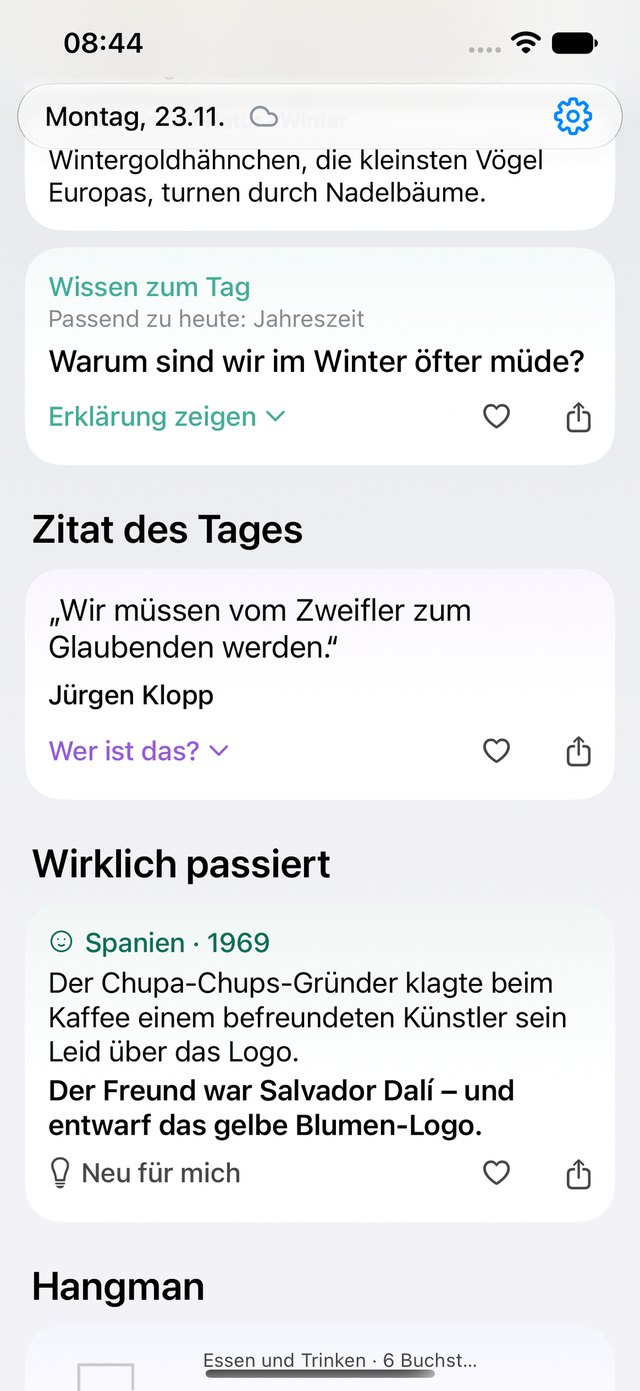 08:44
Montag, 23.11.
Wintergoldhähnchen, die kleinsten Vögel
Europas, turnen durch Nadelbäume.
Wissen zum Tag
Passend zu heute: Jahreszeit
Warum sind wir im Winter öfter müde?
Erklärung zeigen
Zitat des Tages
„Wir müssen vom Zweifler zum
Glaubenden werden.“
Jürgen Klopp
Wer ist das?
Wirklich passiert
Spanien · 1969
Der Chupa-Chups-Gründer klagte beim
Kaffee einem befreundeten Künstler sein
Leid über das Logo.
Der Freund war Salvador Dalí – und
entwarf das gelbe Blumen-Logo.
Neu für mich
Hangman
Essen und Trinken · 6 Buchst...